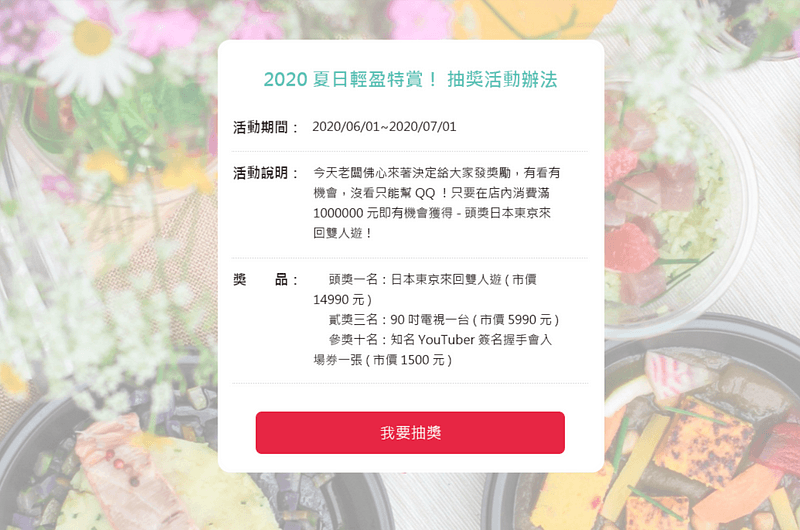 2020 夏日輕盈特賞！ 抽獎活動辦法
活動期間： 2020/06/01~2020/07/01
活動說明： 今天老闆佛心來著決定給大家發獎勵，有看有
機會，沒看只能幫 QQ ！只要在店內消費滿
1000000 元即有機會獲得 - 頭獎日本東京來
回雙人遊！
獎　　品： 頭獎一名：日本東京來回雙人遊 ( 市價
14990 元 )
貳獎三名：90 吋電視一台 ( 市價 5990 元 )
參獎十名：知名 YouTuber 簽名握手會入
場券一張 ( 市價 1500 元 )
我要抽獎